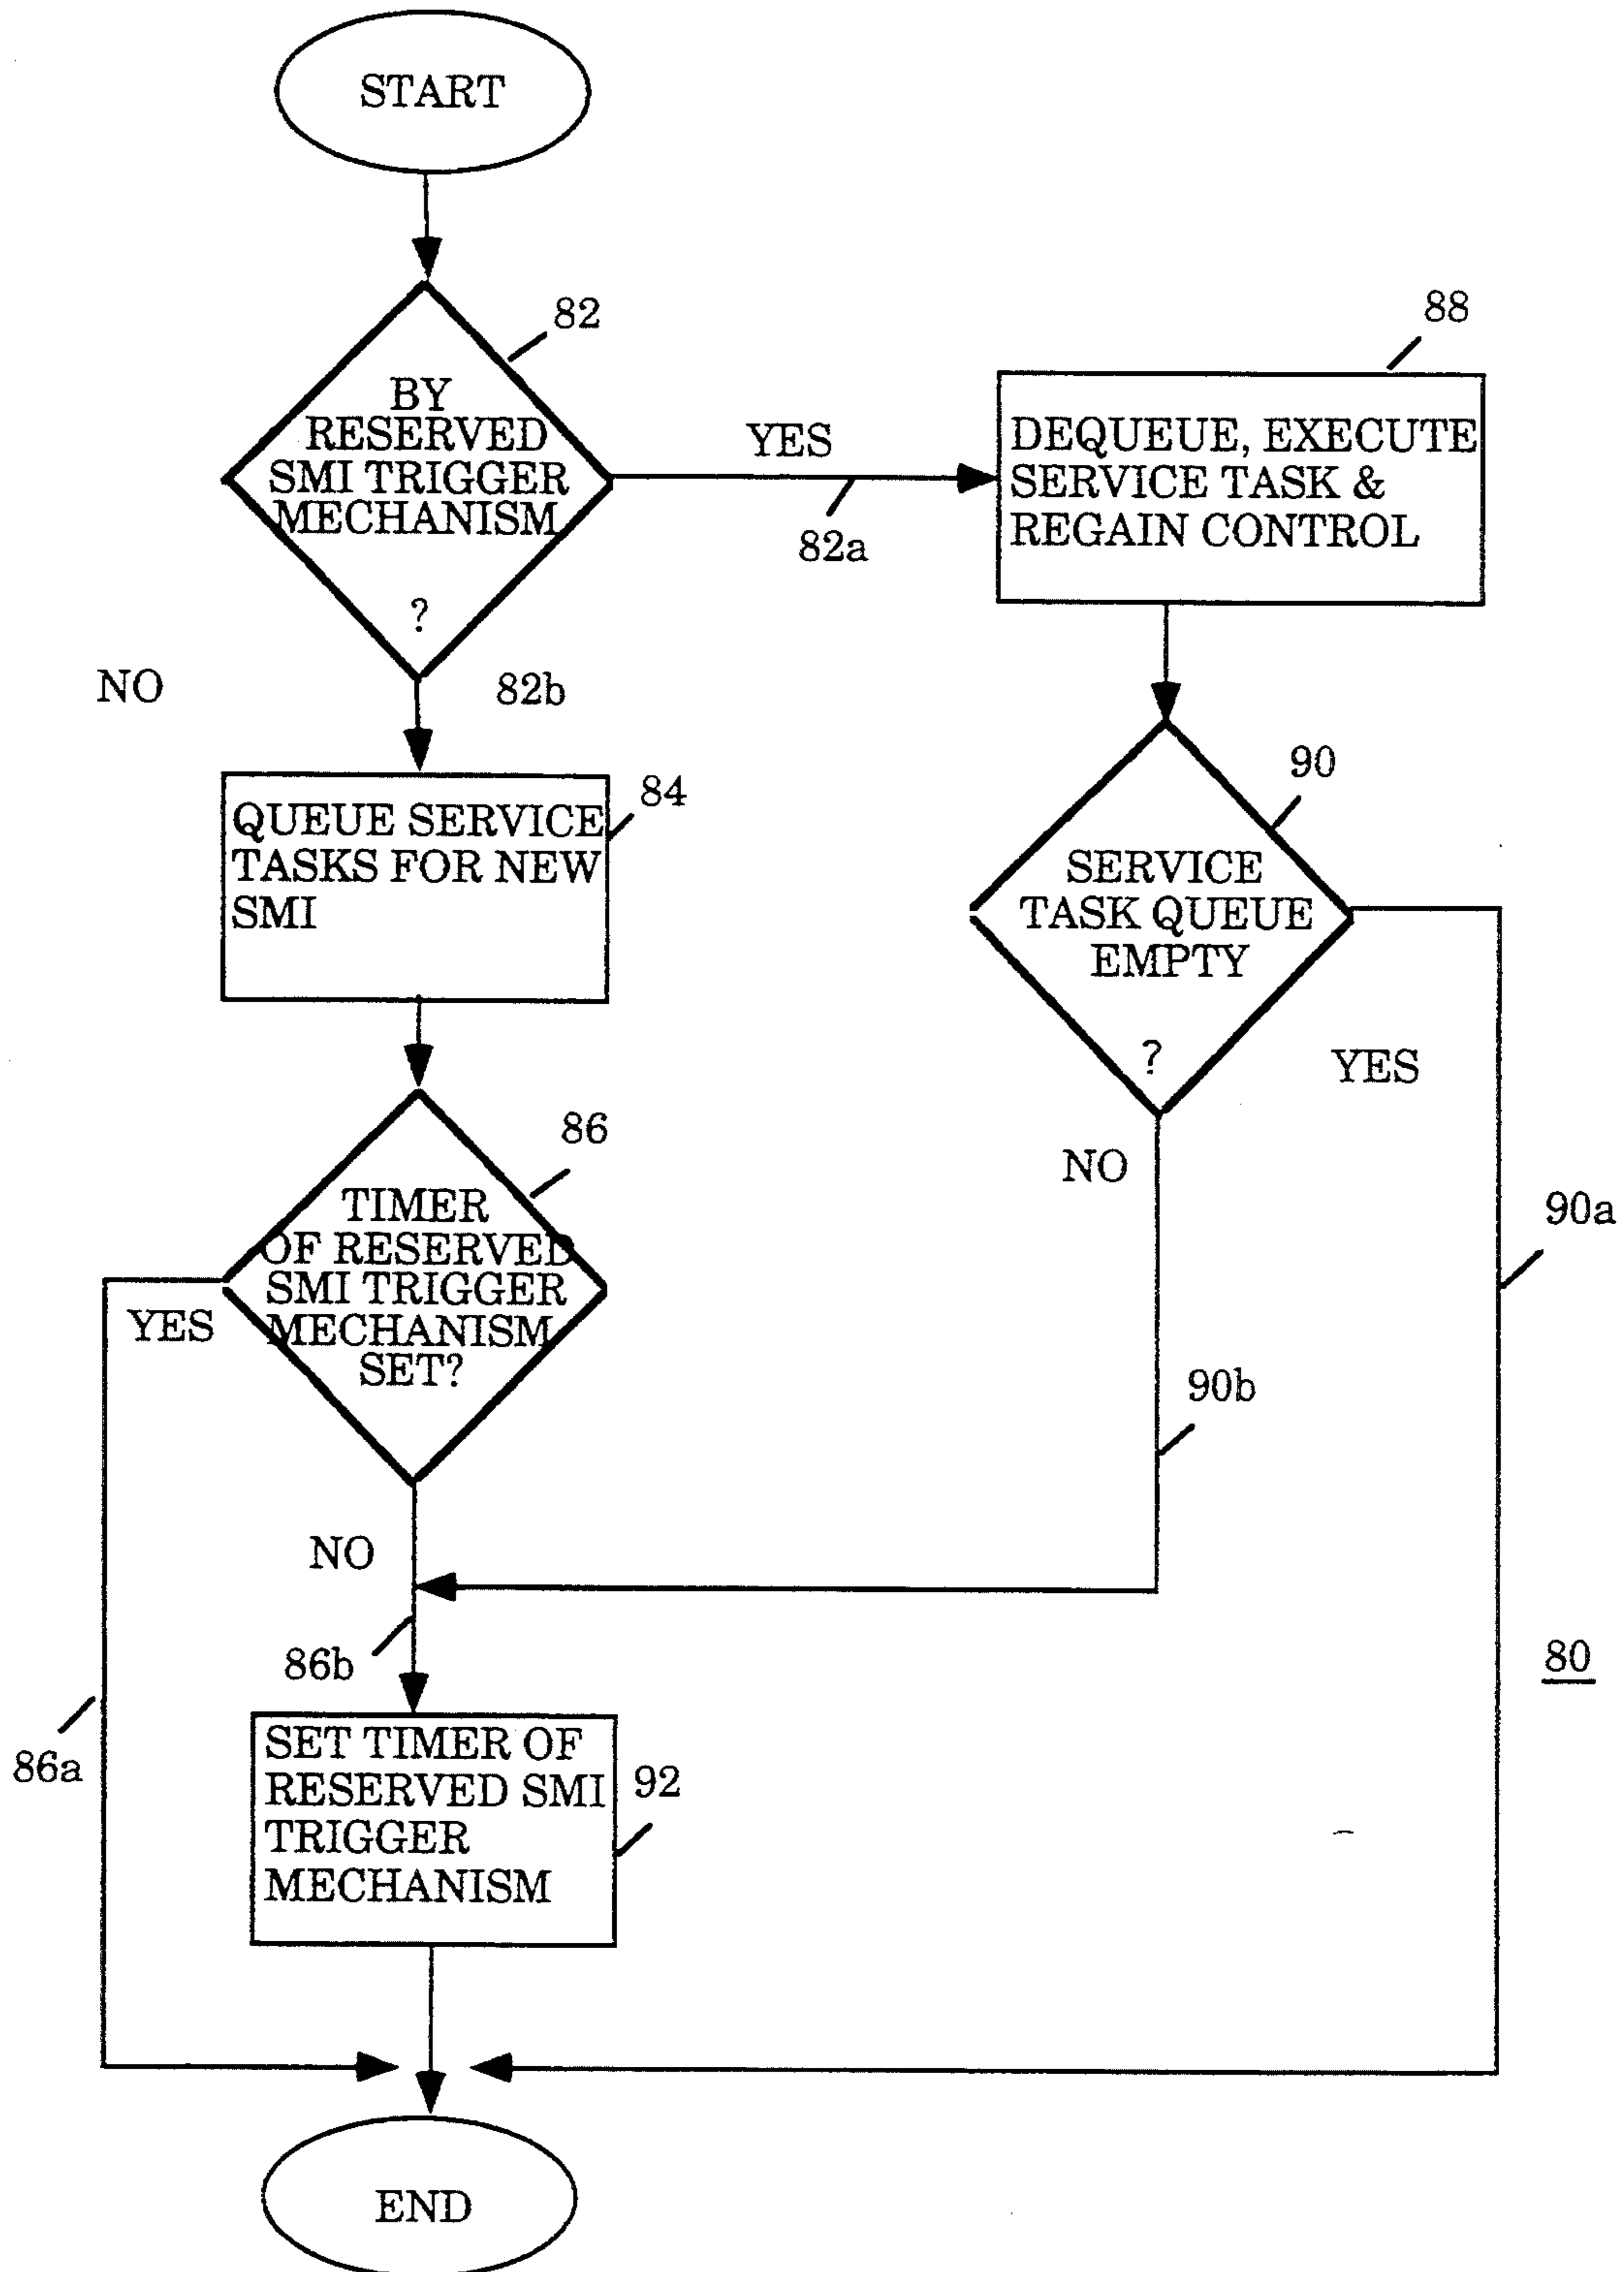 START
82
BY
RESERVED
SMI TRIGGER
MECHANISM
?
YES
82a
88
DEQUEUE, EXECUTE
SERVICE TASK &
REGAIN CONTROL
NO
82b
84
QUEUE SERVICE
TASKS FOR NEW
SMI
90
SERVICE
TASK QUEUE
EMPTY
?
YES
NO
90a
90b
86
TIMER
OF RESERVED
SMI TRIGGER
MECHANISM
SET?
YES
NO
86a
86b
80
SET TIMER OF
RESERVED SMI
TRIGGER
MECHANISM
92
END